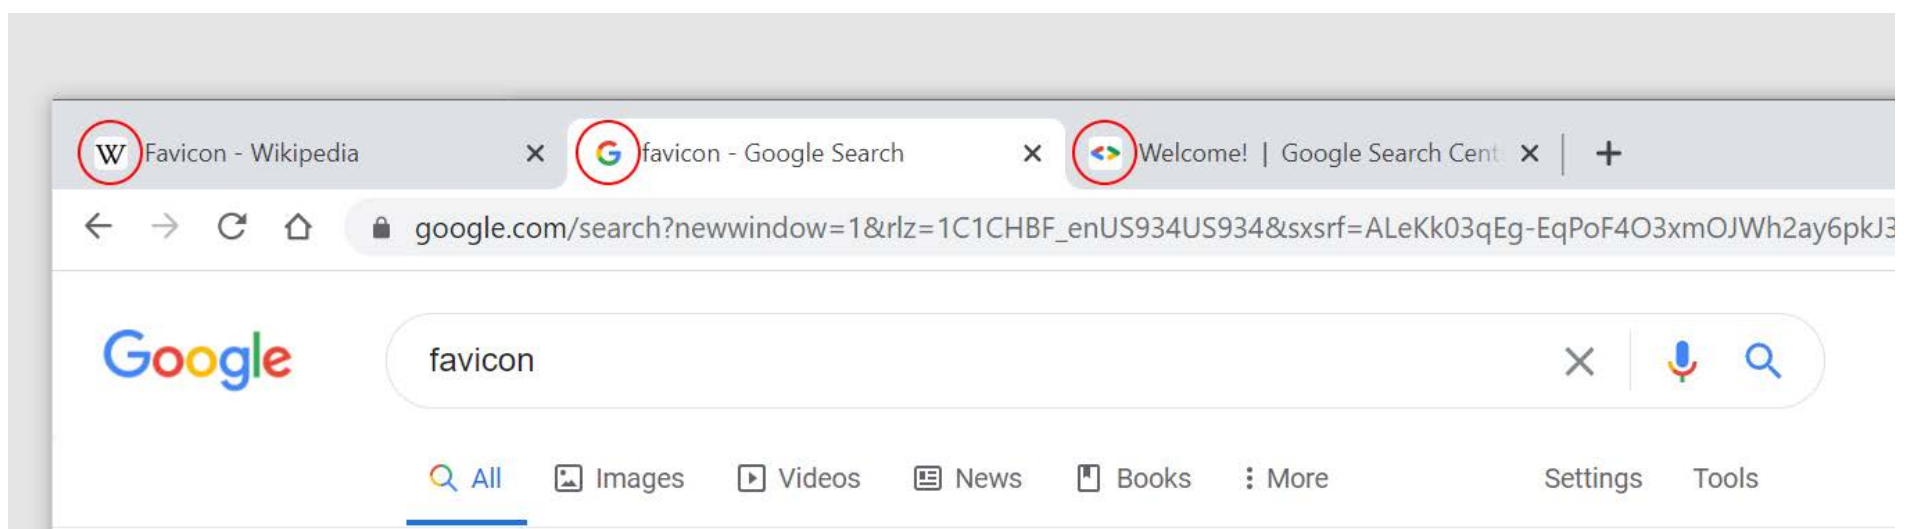 W Favicon - Wikipedia G favicon - Google Search Welcome! | Google Search Cent
google.com/search?newwindow=1&rlz=1C1CHBF_enUS934US934&sxsrf=ALeKk03qEg-EqPoF4O3xmOJWh2ay6pkJ3
Google favicon
All Images Videos News Books More Settings Tools